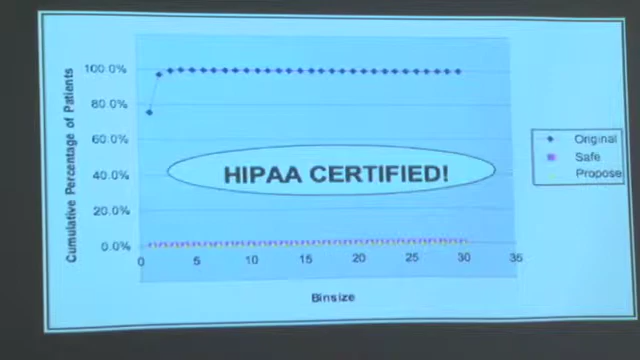 Cumulative Percentage of Patients
100.0%
80.0%
60.0%
40.0%
20.0%
0.0%
HIPAA CERTIFIED!
0 5 10 15 20 25 30 35
Binsize
Original
Safe
Propose